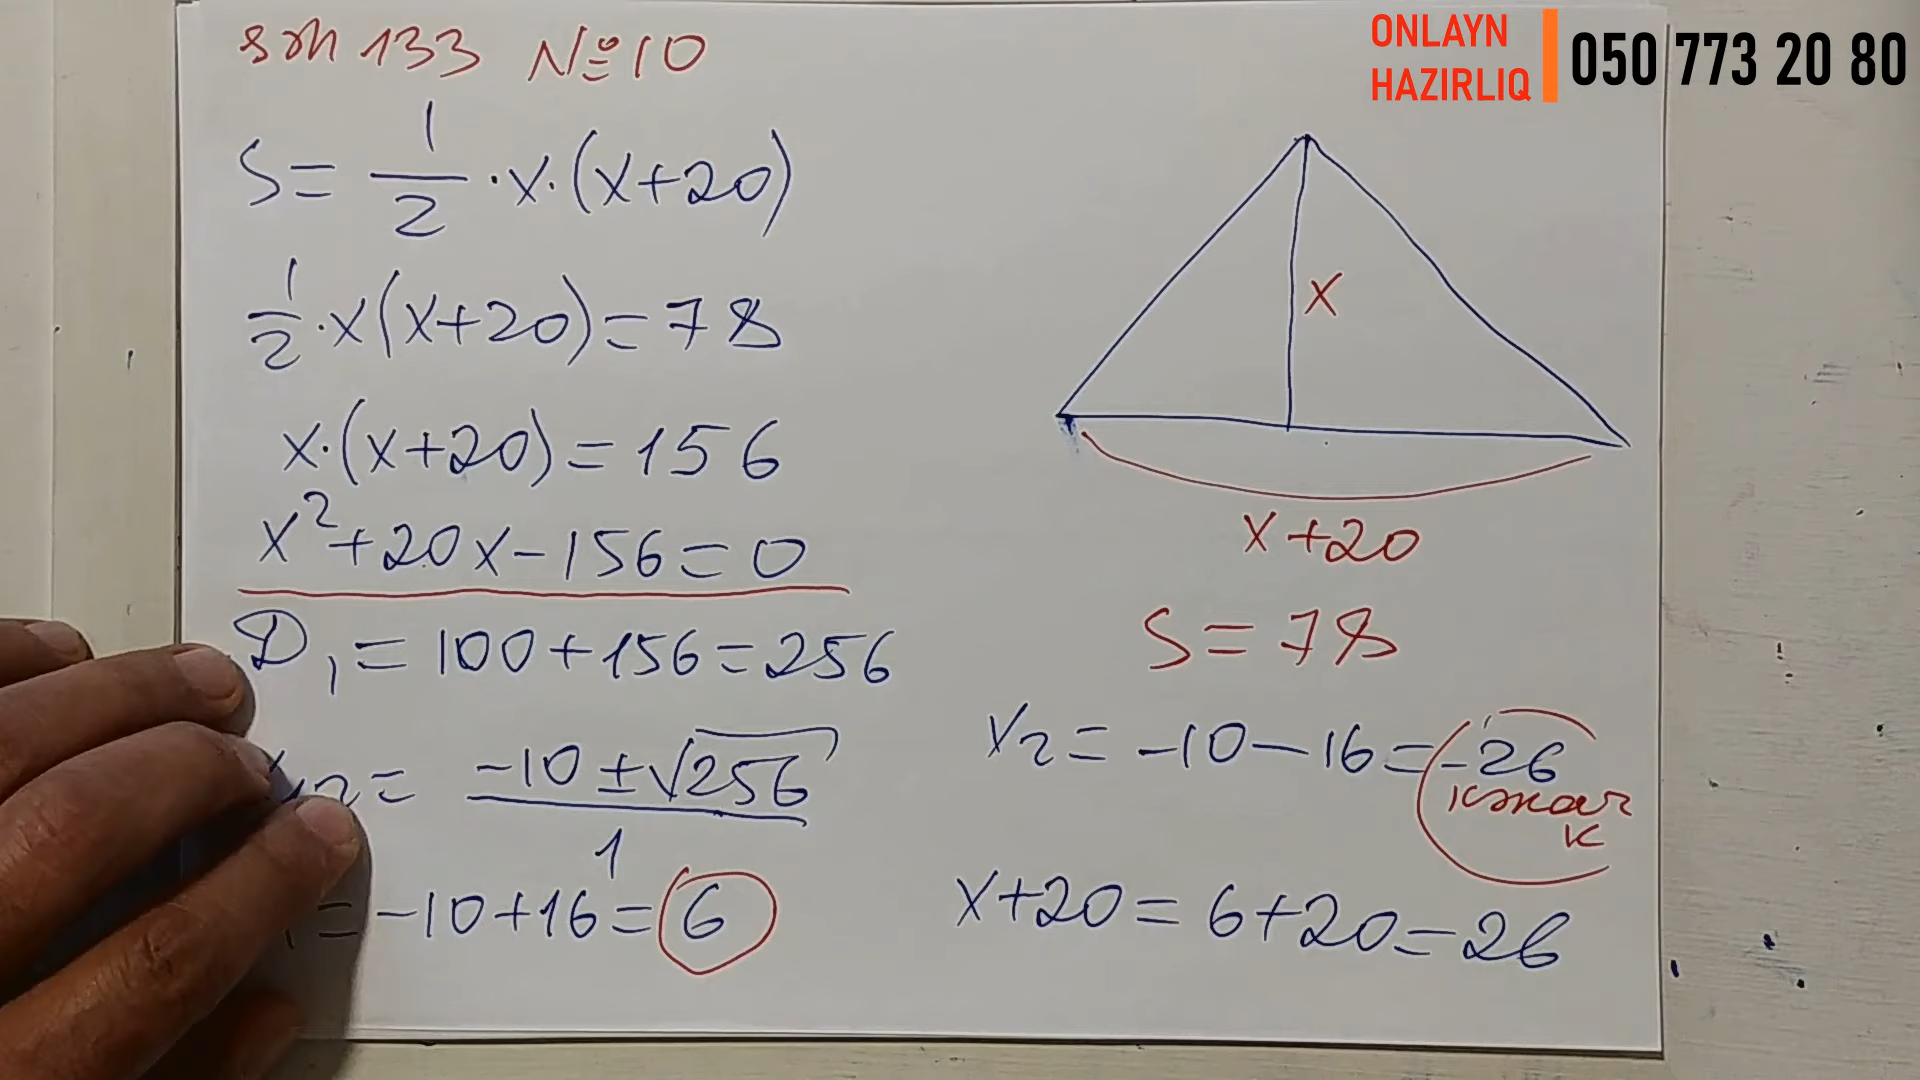 ONLAYN
HAZIRLIQ
050 773 20 80
133 №10
S = 1/2 · x · (x+20)
1/2 · x(x+20) = 78
x·(x+20) = 156
x² + 20x - 156 = 0
D₁ = 100 + 156 = 256
₂ = (-10 ± √256) / 1
= -10 + 16 = 6
x
x+20
S = 78
x₂ = -10 - 16 = -26
x+20 = 6+20 = 26